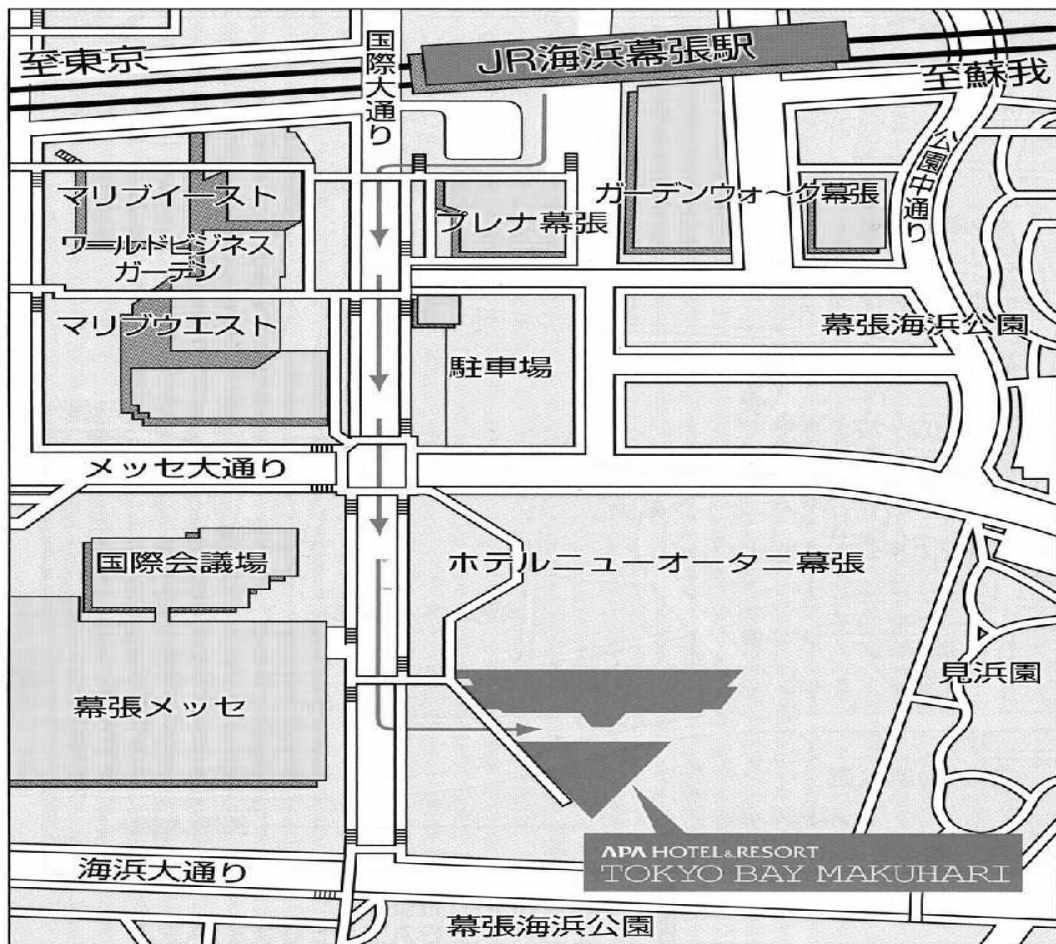 至東京
国際大通り
JR海浜幕張駅
至蘇我
公園中通り
マリブイースト
ワールドビジネス
ガーデン
マリブウエスト
プレナ幕張
ガーデンウォ～ク幕張
幕張海浜公園
駐車場
メッセ大通り
国際会議場
ホテルニューオータニ幕張
幕張メッセ
見浜園
APA HOTEL&RESORT
TOKYO BAY MAKUHARI
海浜大通り
幕張海浜公園